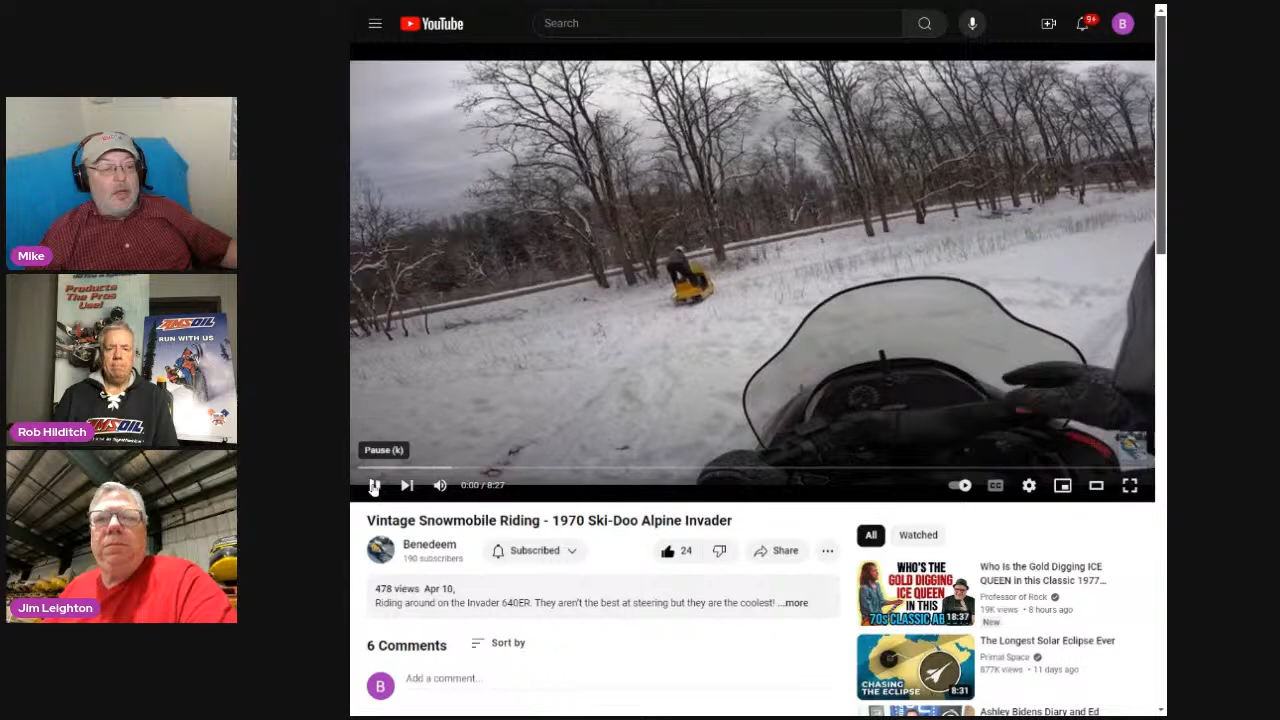 YouTube
Search
9+
B
Mike
Products
The Pros
Use!
AMSOIL
RUN WITH US
AMSOIL
Rob Hilditch
Jim Leighton
Pause (k)
0:00 / 8:27
CC
Vintage Snowmobile Riding - 1970 Ski-Doo Alpine Invader
Benedeem
190 subscribers
Subscribed
24
Share
478 views Apr 10,
Riding around on the Invader 640ER. They aren't the best at steering but they are the coolest! ...more
6 Comments
Sort by
B
Add a comment...
All
Watched
WHO'S THE
GOLD DIGGING
ICE
QUEEN
IN THIS
70s CLASSIC
18:37
Who Is the Gold Digging ICE
QUEEN in this Classic 1977...
Professor of Rock
19K views • 8 hours ago
New
CHASING
THE ECLIPSE
8:31
The Longest Solar Eclipse Ever
Primal Space
877K views • 11 days ago
Ashley Bidens Diary and Ed